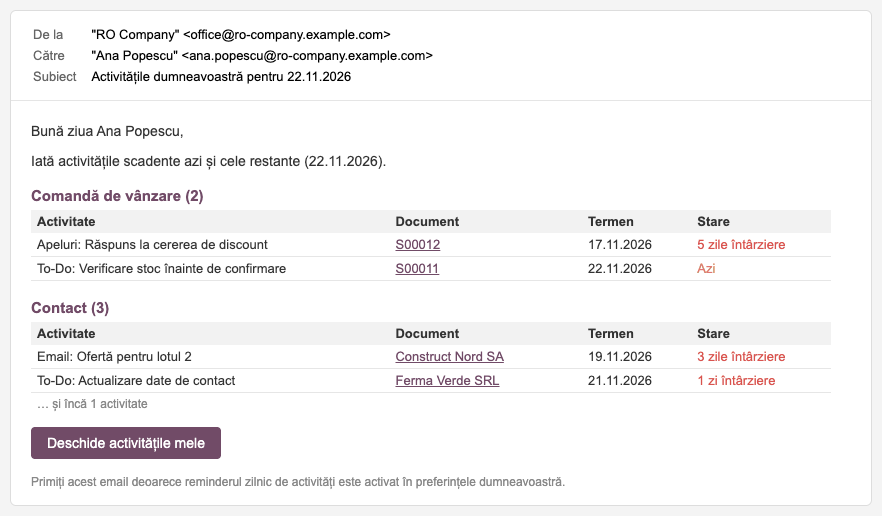 De la "RO Company" <office@ro-company.example.com>
Către "Ana Popescu" <ana.popescu@ro-company.example.com>
Subiect Activitățile dumneavoastră pentru 22.11.2026
Bună ziua Ana Popescu,
Iată activitățile scadente azi și cele restante (22.11.2026).
Comandă de vânzare (2)
Activitate Document Termen Stare
Apeluri: Răspuns la cererea de discount S00012 17.11.2026 5 zile întârziere
To-Do: Verificare stoc înainte de confirmare S00011 22.11.2026 Azi
Contact (3)
Activitate Document Termen Stare
Email: Ofertă pentru lotul 2 Construct Nord SA 19.11.2026 3 zile întârziere
To-Do: Actualizare date de contact Ferma Verde SRL 21.11.2026 1 zi întârziere
… și încă 1 activitate
Deschide activitățile mele
Primiți acest email deoarece reminderul zilnic de activități este activat în preferințele dumneavoastră.